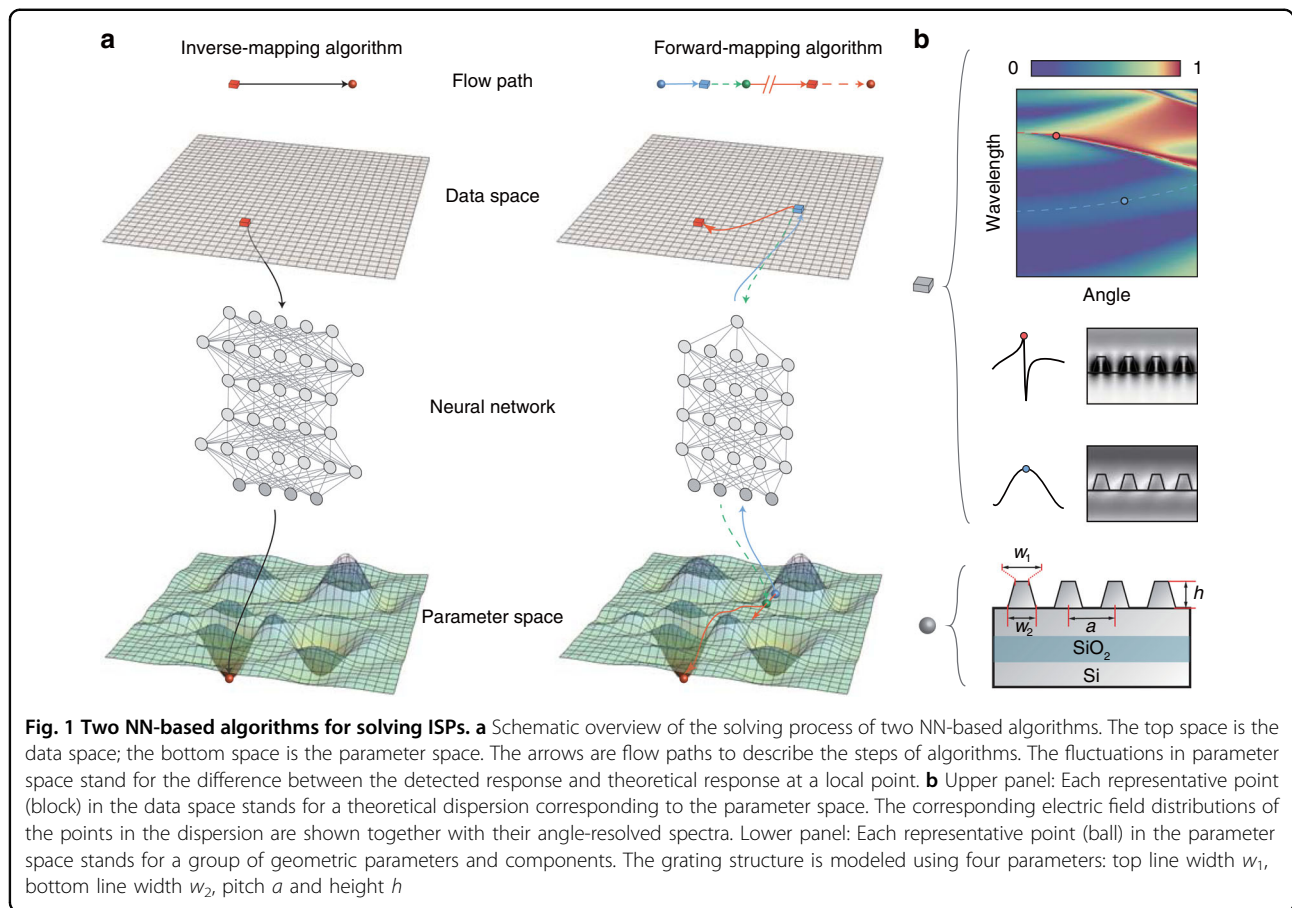 a
Inverse-mapping algorithm
Forward-mapping algorithm
Flow path
Data space
Neural network
Parameter space
b
0 1
Wavelength
Angle
w1
w2
a
h
SiO2
Si
Fig. 1 Two NN-based algorithms for solving ISPs. a Schematic overview of the solving process of two NN-based algorithms. The top space is the
data space; the bottom space is the parameter space. The arrows are flow paths to describe the steps of algorithms. The fluctuations in parameter
space stand for the difference between the detected response and theoretical response at a local point. b Upper panel: Each representative point
(block) in the data space stands for a theoretical dispersion corresponding to the parameter space. The corresponding electric field distributions of
the points in the dispersion are shown together with their angle-resolved spectra. Lower panel: Each representative point (ball) in the parameter
space stands for a group of geometric parameters and components. The grating structure is modeled using four parameters: top line width w1,
bottom line width w2, pitch a and height h